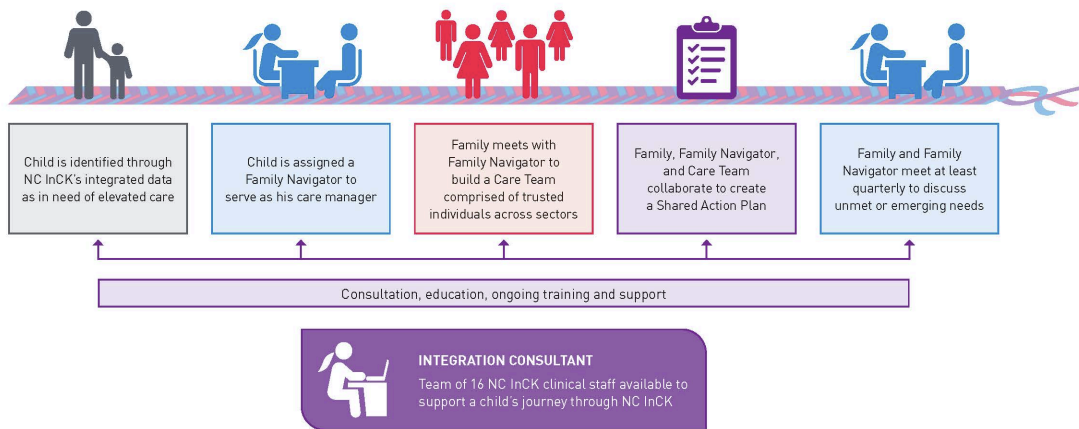 Child is identified through
NC InCK's integrated data
as in need of elevated care
Child is assigned a
Family Navigator to
serve as his care manager
Family meets with
Family Navigator to
build a Care Team
comprised of trusted
individuals across sectors
Family, Family Navigator,
and Care Team
collaborate to create
a Shared Action Plan
Family and Family
Navigator meet at least
quarterly to discuss
unmet or emerging needs
Consultation, education, ongoing training and support
INTEGRATION CONSULTANT
Team of 16 NC InCK clinical staff available to
support a child's journey through NC InCK